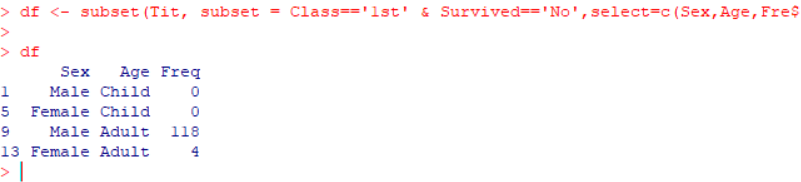 > df <- subset(Tit, subset = Class=='1st' & Survived=='No',select=c(Sex,Age,Fre$
>
> df
Sex Age Freq
1 Male Child 0
5 Female Child 0
9 Male Adult 118
13 Female Adult 4
>